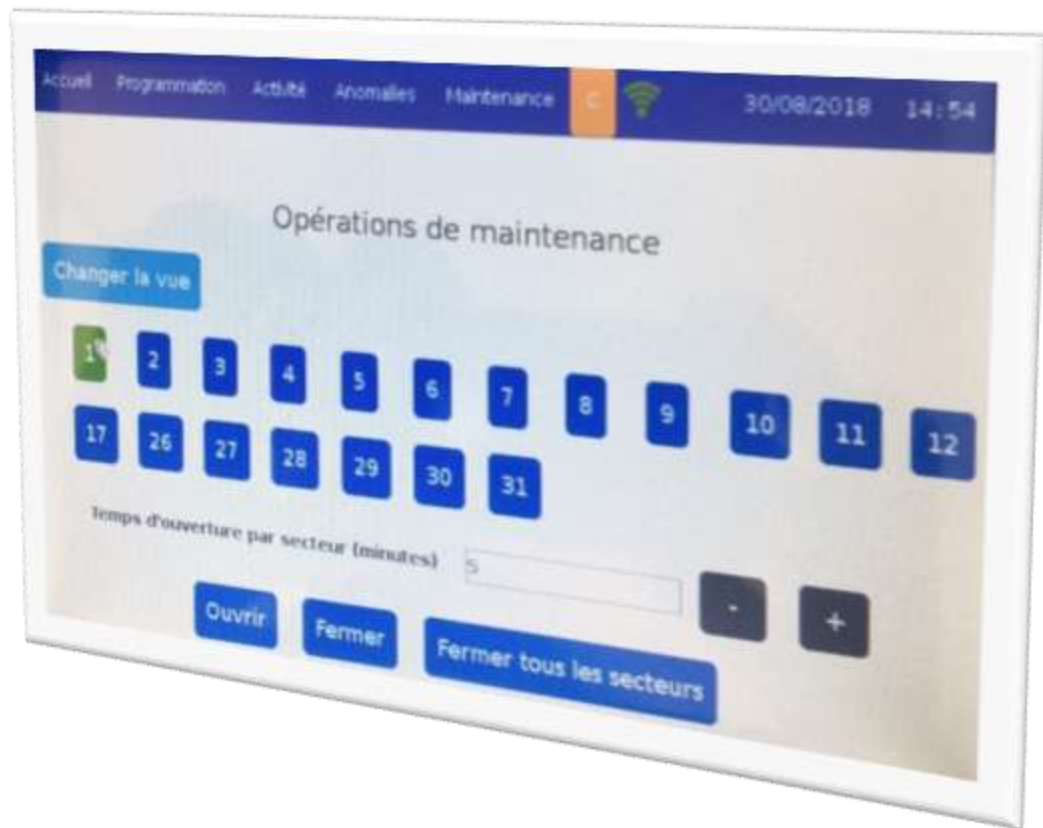 Accueil Programmation Activité Anomalies Maintenance C 30/08/2018 14:54
Opérations de maintenance
Changer la vue
1 2 3 4 5 6 7 8 9 10 11 12
17 26 27 28 29 30 31
Temps d'ouverture par secteur (minutes) 5 - +
Ouvrir Fermer Fermer tous les secteurs